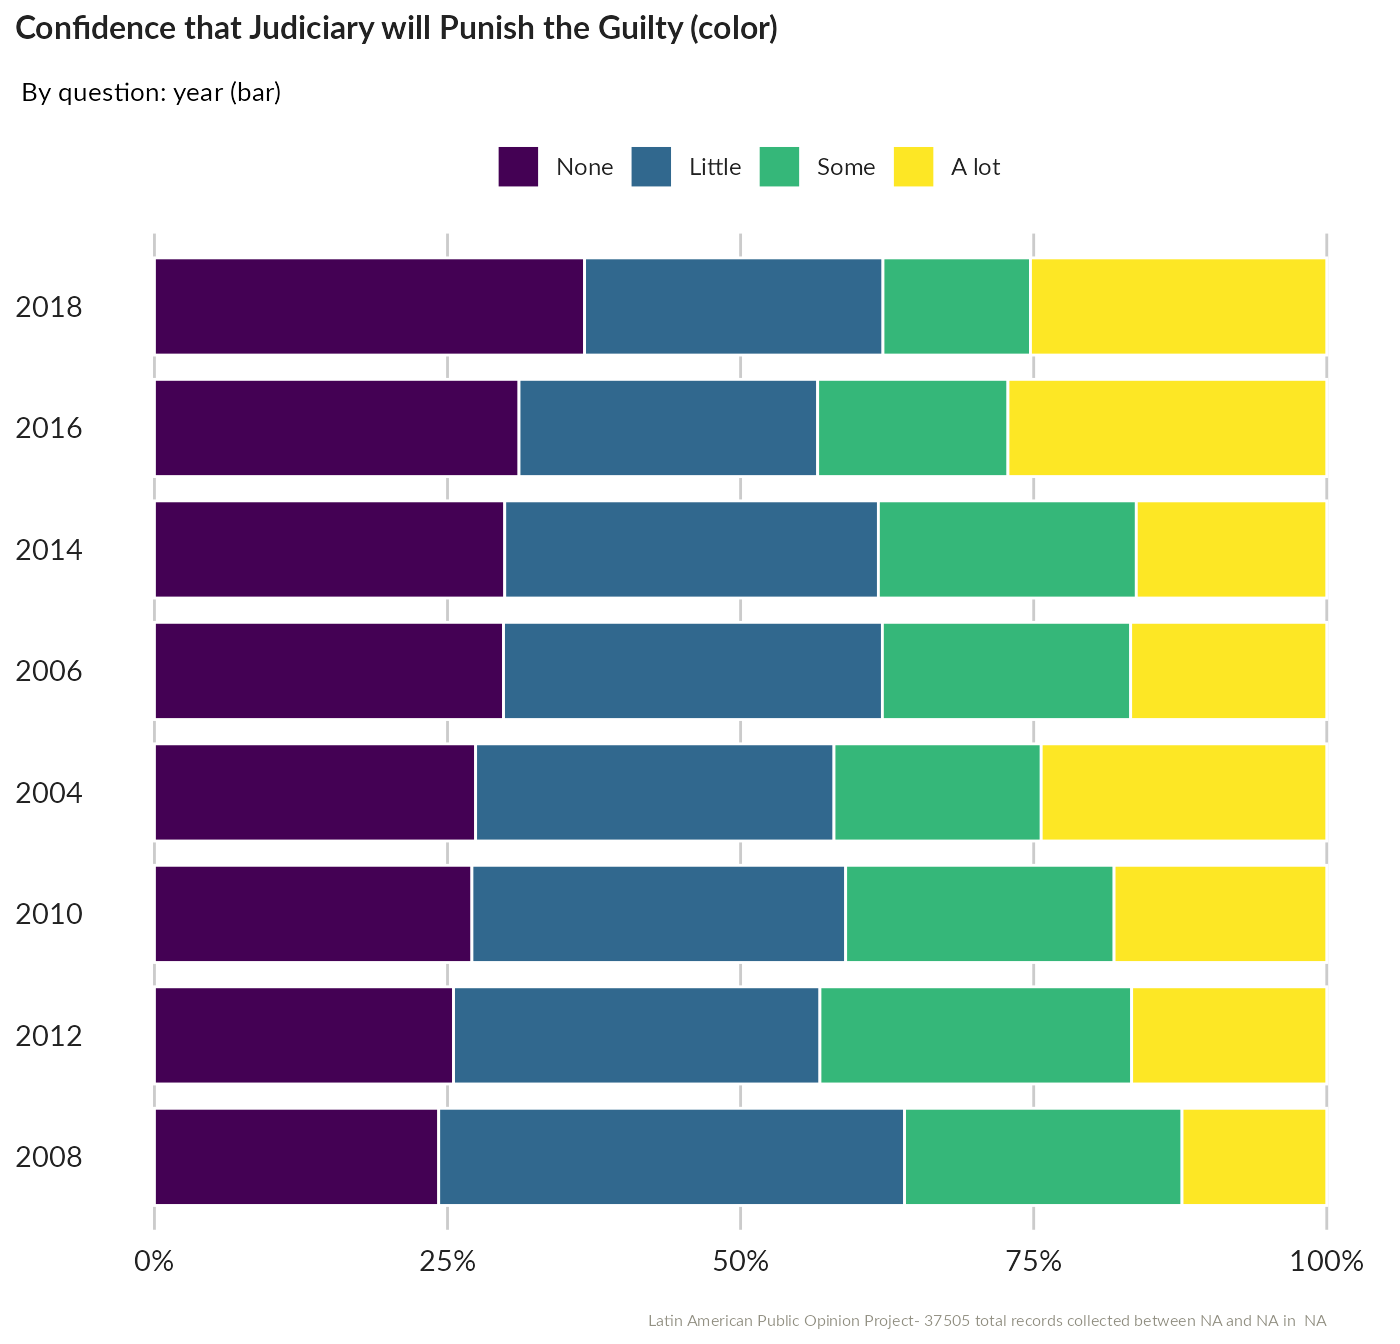 Confidence that Judiciary will Punish the Guilty (color)
By question: year (bar)
None Little Some A lot
2018
2016
2014
2006
2004
2010
2012
2008
0% 25% 50% 75% 100%
Latin American Public Opinion Project- 37505 total records collected between NA and NA in  NA